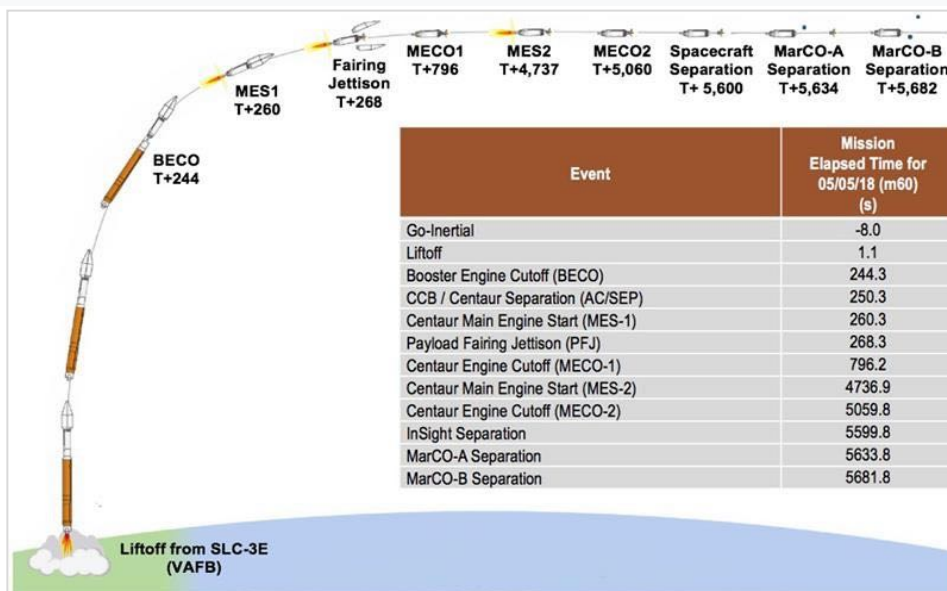 MECO1
T+796
MES2
T+4,737
MECO2
T+5,060
Spacecraft
Separation
T+ 5,600
MarCO-A
Separation
T+5,634
MarCO-B
Separation
T+5,682
Fairing
Jettison
T+268
MES1
T+260
BECO
T+244
Event
Mission
Elapsed Time for
05/05/18 (m60)
(s)
Go-Inertial -8.0
Liftoff 1.1
Booster Engine Cutoff (BECO) 244.3
CCB / Centaur Separation (AC/SEP) 250.3
Centaur Main Engine Start (MES-1) 260.3
Payload Fairing Jettison (PFJ) 268.3
Centaur Engine Cutoff (MECO-1) 796.2
Centaur Main Engine Start (MES-2) 4736.9
Centaur Engine Cutoff (MECO-2) 5059.8
InSight Separation 5599.8
MarCO-A Separation 5633.8
MarCO-B Separation 5681.8
Liftoff from SLC-3E
(VAFB)